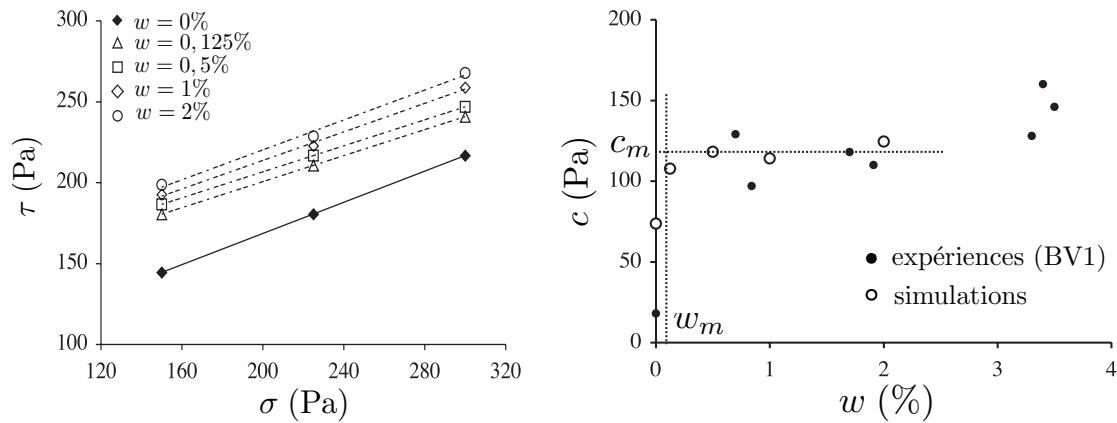 300
250
200
150
100
τ (Pa)
w = 0%
w = 0, 125%
w = 0, 5%
w = 1%
w = 2%
120 160 200 240 280 320
σ (Pa)
200
150
100
50
0
c (Pa)
c_m
w_m
expériences (BV1)
simulations
0 1 2 3 4
w (%)